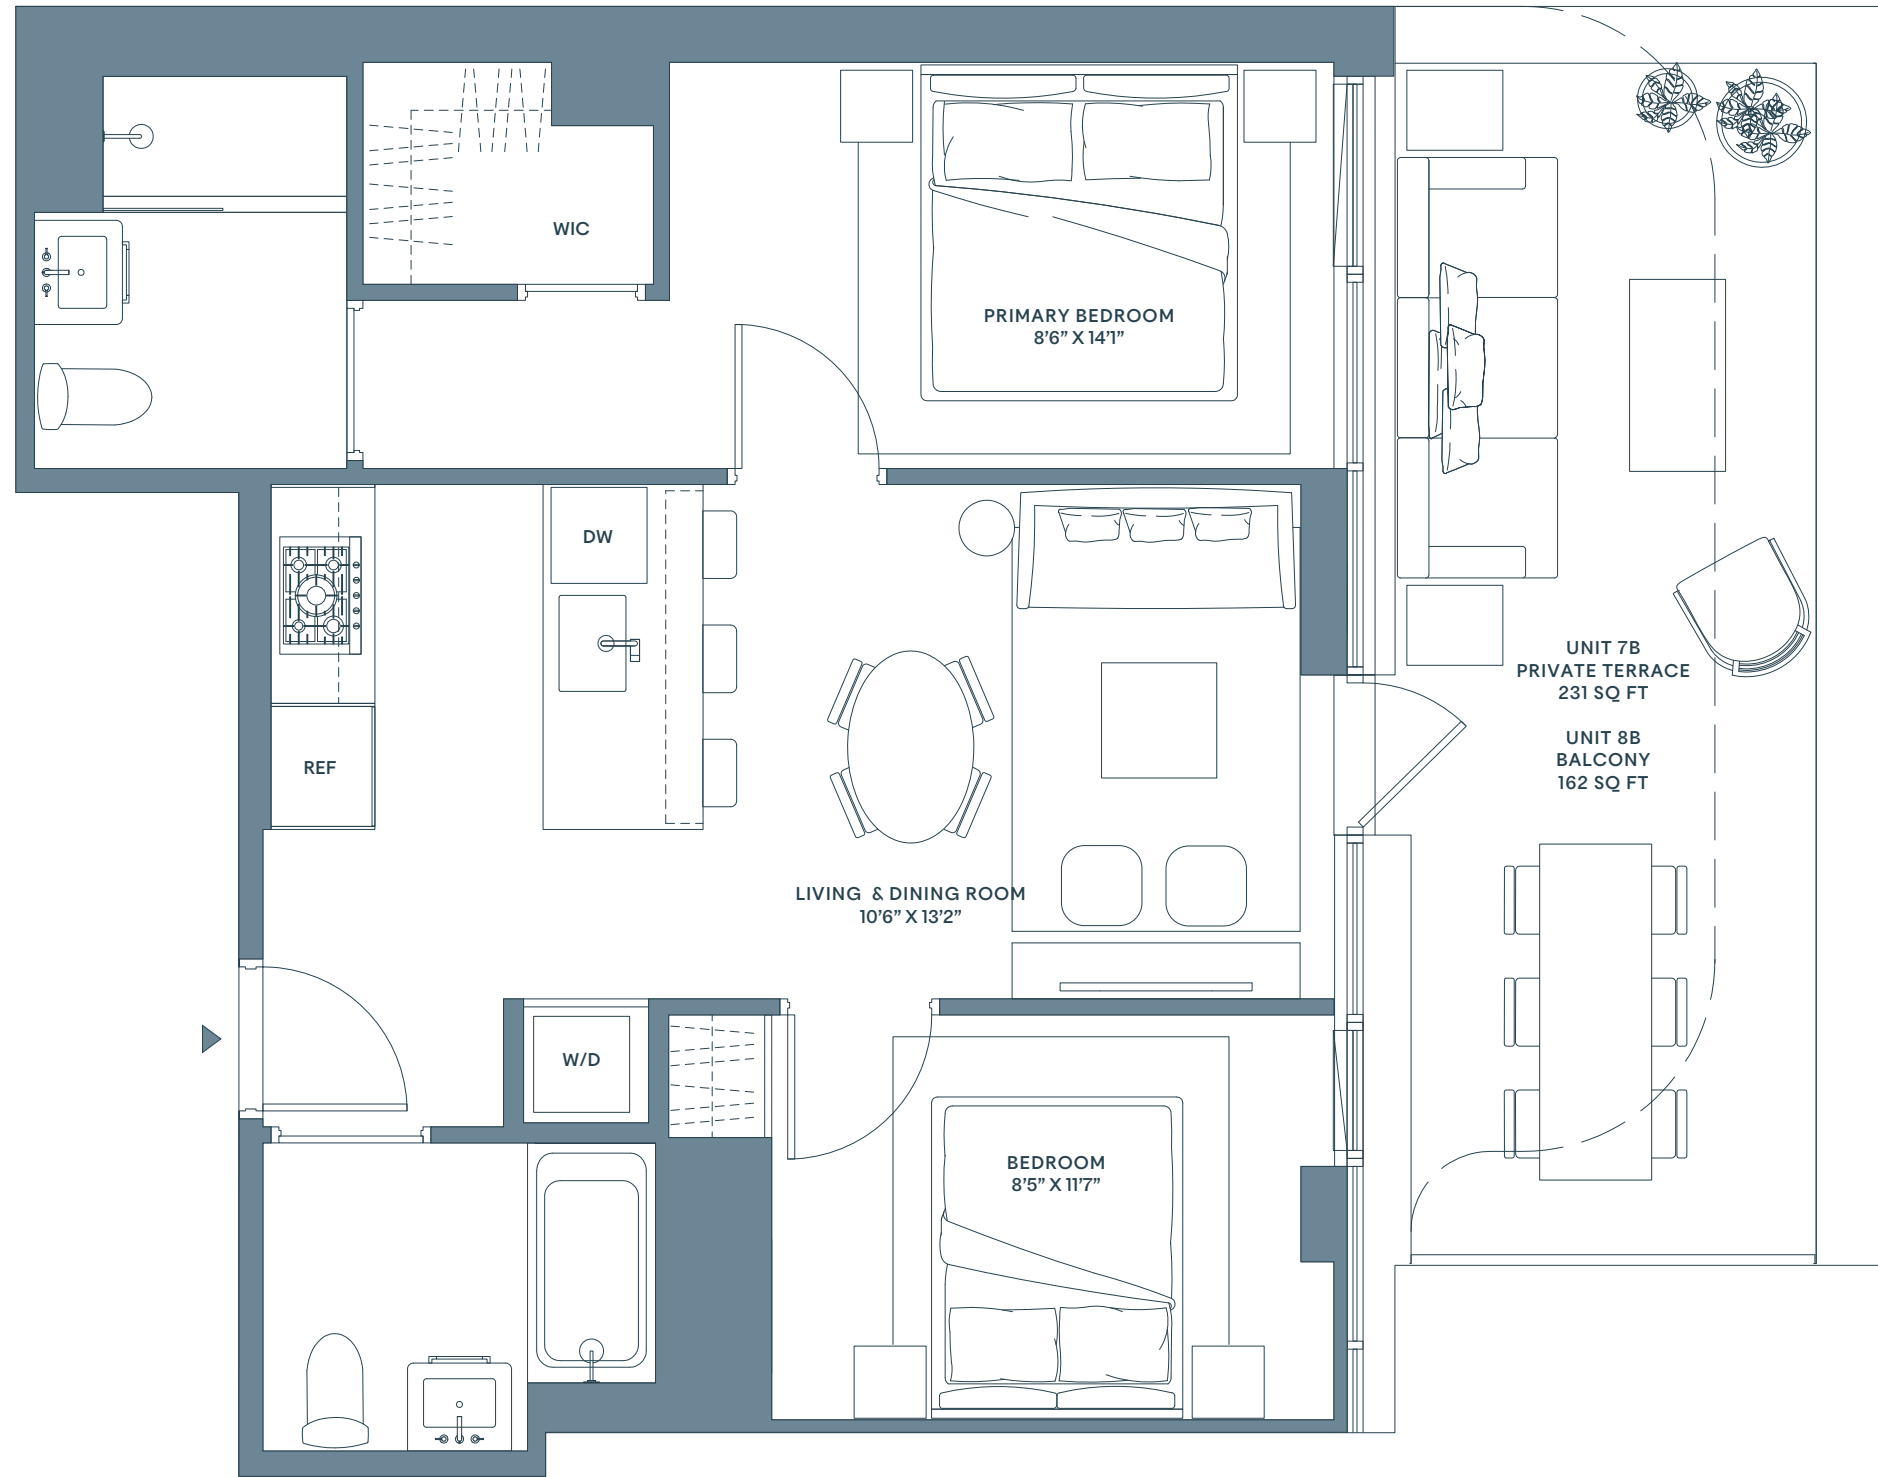 WIC
PRIMARY BEDROOM
8’6” X 14’1”
DW
REF
UNIT 7B
PRIVATE TERRACE
231 SQ FT
UNIT 8B
BALCONY
162 SQ FT
LIVING & DINING ROOM
10’6” X 13’2”
W/D
BEDROOM
8’5” X 11’7”